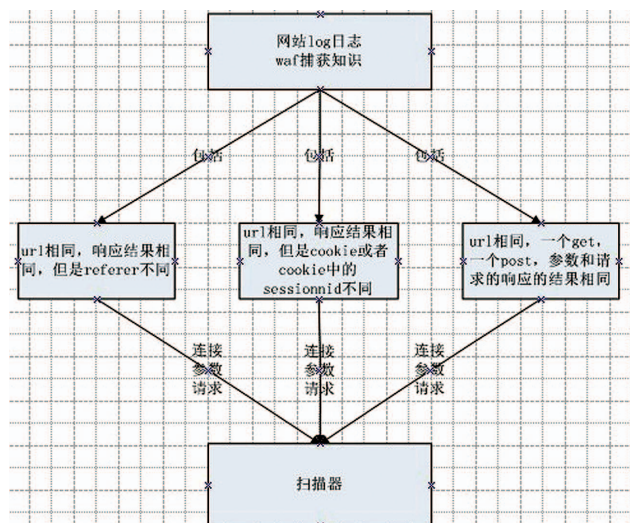 网站log日志
waf捕获知识
包括
包括
包括
url相同，响应结果相
同，但是referer不同
url相同，响应结果相
同，但是cookie或者
cookie中的
sessionnid不同
url相同，一个get，
一个post，参数和请
求的响应的结果相同
连接
参数
请求
连接
参数
请求
连接
参数
请求
扫描器